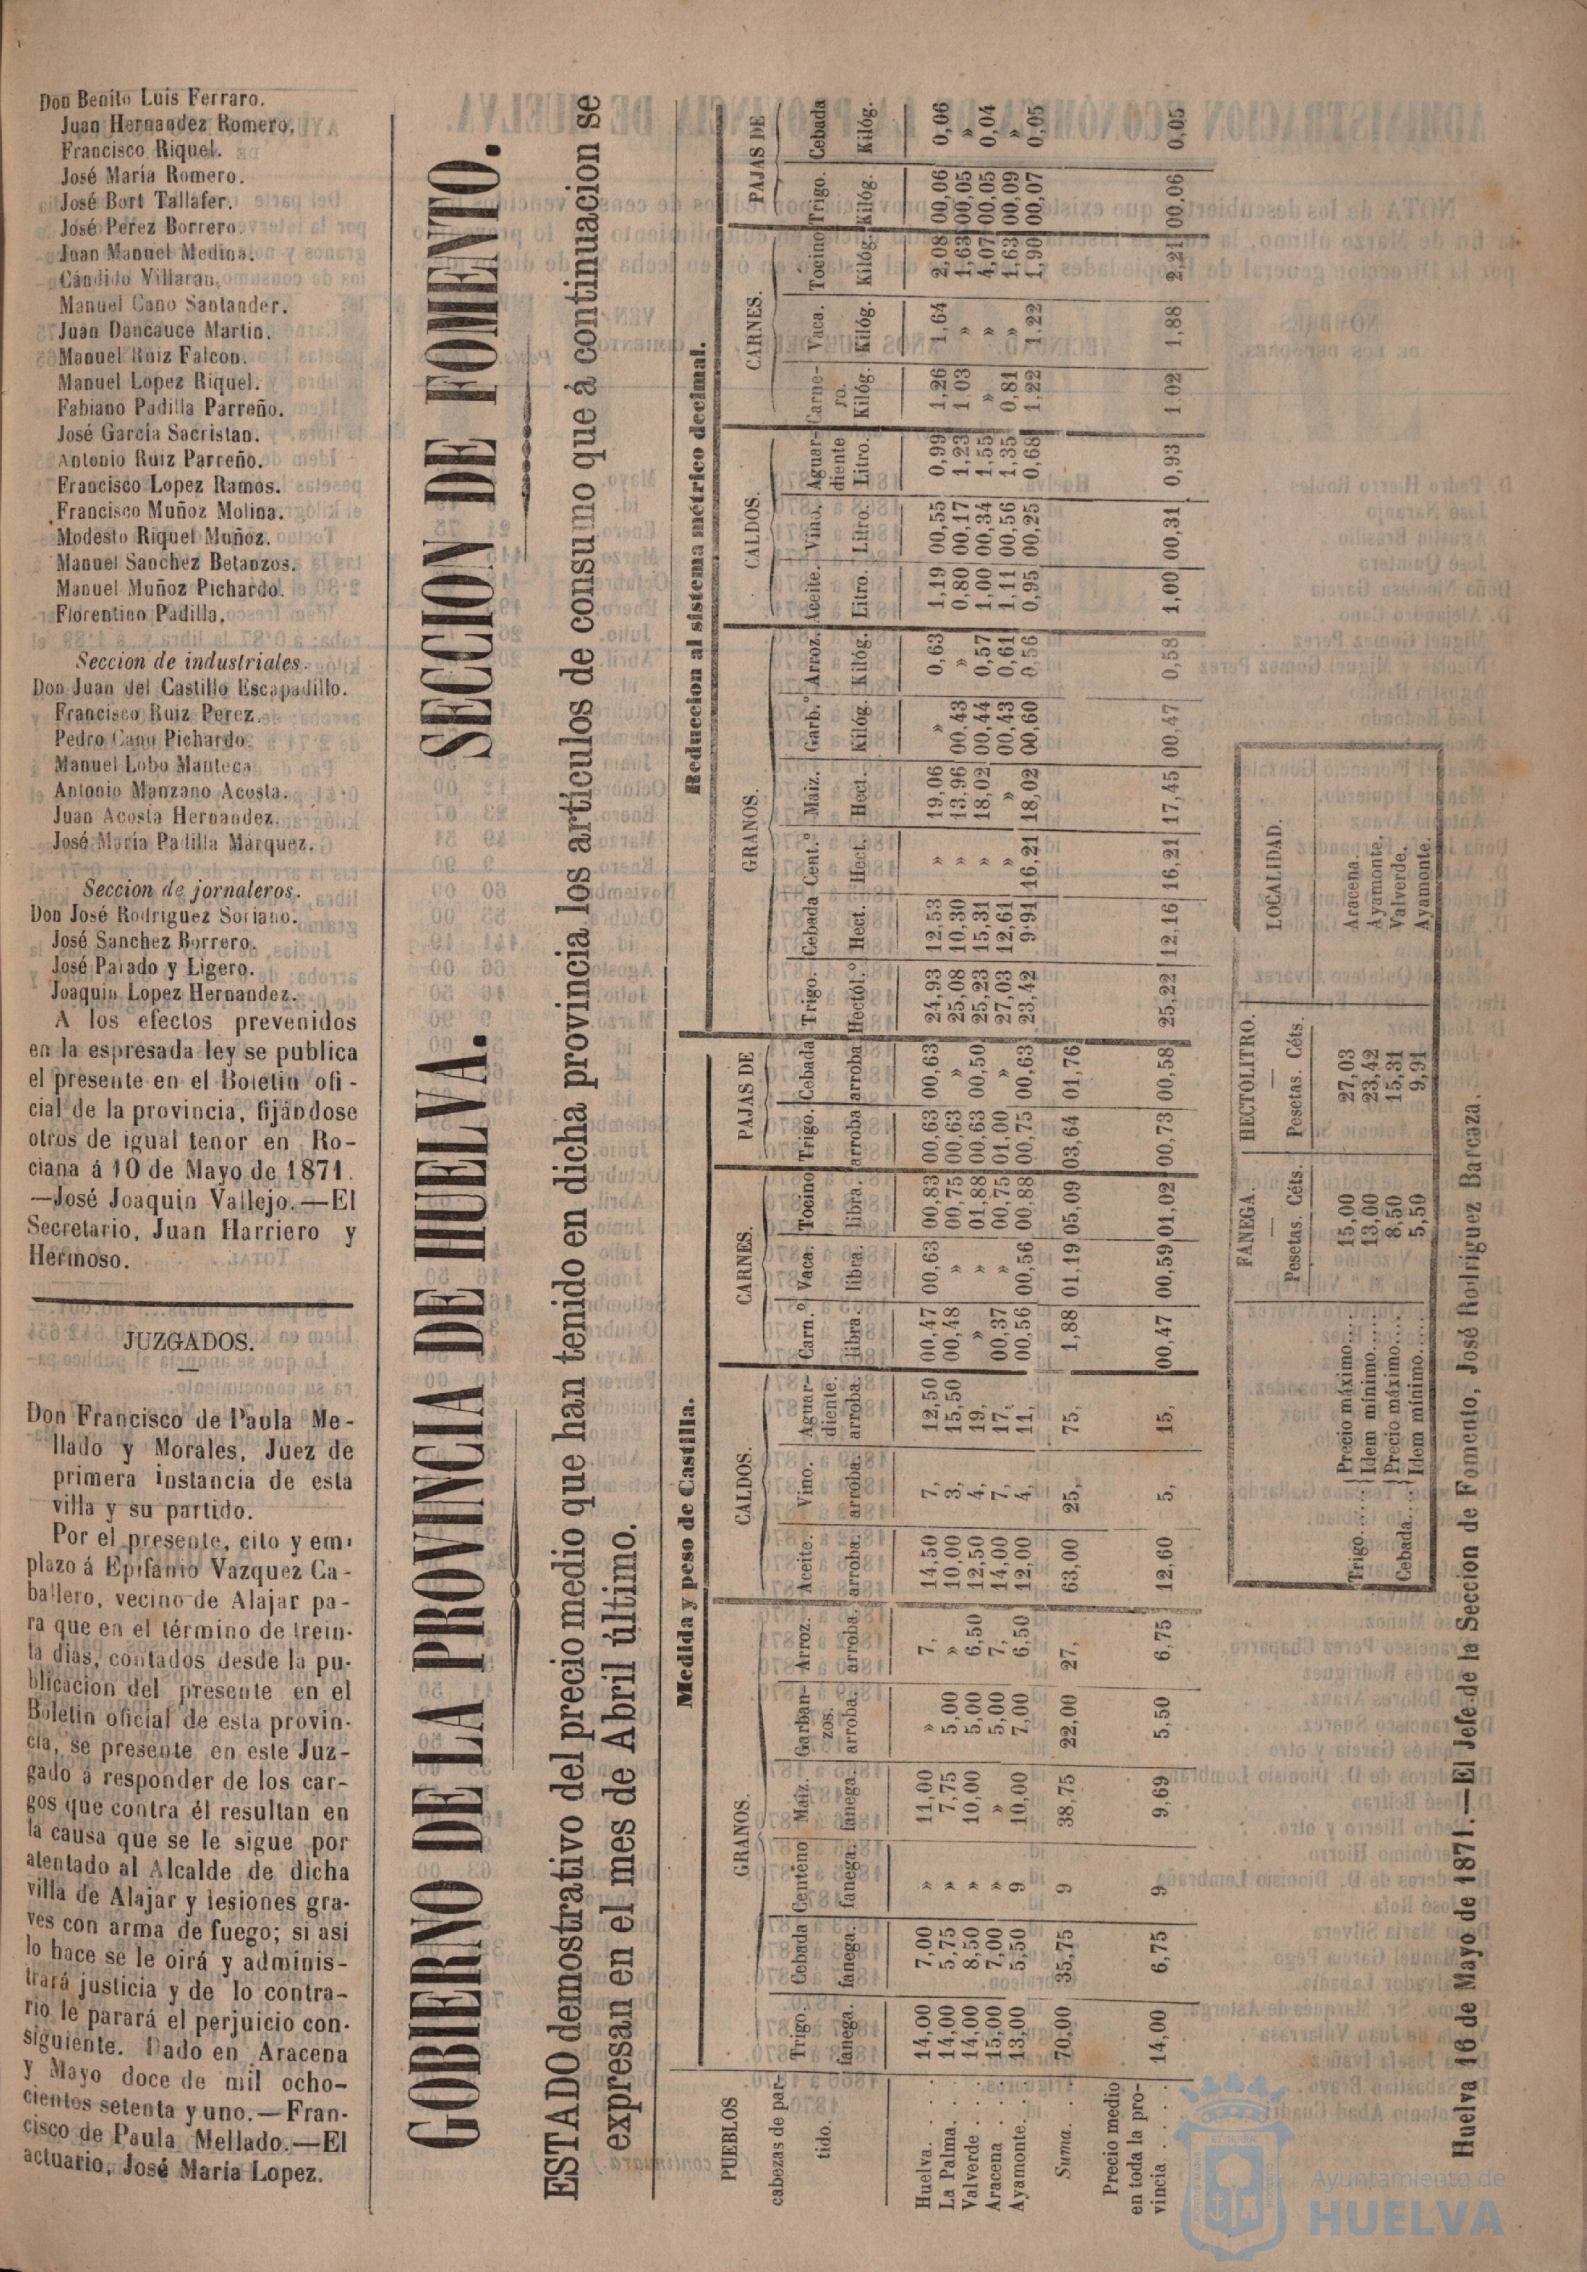 Don Benito Luis Ferraro.
Juan Hernandez Romero.
Francisco Riquel.
José María Romero.
José Bort Tallafer.
José Perez Borrero.
Juan Manuel Medina.
Cándido Villaran.
Manuel Cano Santander.
Juan Dancauce Martin.
Manuel Ruiz Falcon.
Manuel Lopez Riquel.
Fabiano Padilla Parreño.
José García Sacristan.
Antonio Ruiz Parreño.
Francisco Lopez Ramos.
Francisco Muñoz Molina.
Modesto Riquel Muñoz.
Manuel Sanchez Betanzos.
Manuel Muñoz Pichardo.
Florentino Padilla.
Seccion de industriales.
Don Juan del Castillo Escapadillo.
Francisco Ruiz Perez.
Pedro Cano Pichardo.
Manuel Lobo Manteca
Antonio Manzano Acosta.
Juan Acosta Hernandez.
José María Padilla Márquez.
Seccion de jornaleros.
Don José Rodriguez Soriano.
José Sanchez Borrero.
José Parado y Ligero.
Joaquin Lopez Hernandez.
A los efectos prevenidos
en la espresada ley se publica
el presente en el Boletin ofi-
cial de la provincia, fijándose
otros de igual tenor en Ro-
ciana á 10 de Mayo de 1871.
—José Joaquin Vallejo.—El
Secretario, Juan Harriero y
Hermoso.
JUZGADOS.
Don Francisco de Paula Me-
llado y Morales, Juez de
primera instancia de esta
villa y su partido.
Por el presente, cito y em-
plazo á Epifanio Vazquez Ca-
ballero, vecino de Alajar pa-
ra que en el término de trein-
ta dias, contados desde la pu-
blicacion del presente en el
Boletin oficial de esta provin-
cia, se presente en este Juz-
gado á responder de los car-
gos que contra él resultan en
la causa que se le sigue por
atentado al Alcalde de dicha
villa de Alajar y lesiones gra-
ves con arma de fuego; si asi
lo hace se le oirá y adminis-
trará justicia y de lo contra-
rio le parará el perjuicio con-
siguiente. Dado en Aracena
y Mayo doce de mil ocho-
cientos setenta y uno.—Fran-
cisco de Paula Mellado.—El
actuario, José María Lopez.
GOBIERNO DE LA PROVINCIA DE HUELVA. SECCION DE FOMENTO.
ESTADO demostrativo del precio medio que han tenido en dicha provincia los artículos de consumo que á continuacion se
expresan en el mes de Abril último.
Medida y peso de Castilla. Reduccion al sistema métrico decimal.
PUEBLOS GRANOS. CALDOS. CARNES. PAJAS DE GRANOS. CALDOS. CARNES. PAJAS DE
cabezas de par- Trigo. Cebada Centeno Maiz. Garban- Arroz. Aceite. Vino. Aguar- Carn.º Vaca. Tocino Trigo. Cebada Trigo. Cebada Cent.º Maiz. Garb.º Arroz. Aceite. Vino. Aguar- Carne- Vaca. Tocino Trigo. Cebada
zos. diente. diente ro.
tido. fanega. fanega. fanega. fanega. arroba. arroba. arroba. arroba. arroba. libra. libra. libra. arroba arroba Hectól.º Hect. Hect. Hect. Kilóg. Kilóg. Litro. Litro. Litro. Kilóg. Kilóg. Kilóg. Kilóg. Kilóg.
Huelva. . . 14,00 7,00 » 11,00 » 7, 14,50 7, 12,50 00,47 00,63 00,83 00,63 00,63 24,93 12,53 » 19,06 » 0,63 1,19 00,55 0,99 1,26 1,64 2,08 00,06 0,06
La Palma. . 14,00 5,75 » 7,75 5,00 » 10,00 3, 15,50 00,48 » 00,75 00,63 » 25,08 10,30 » 13,96 00,43 » 0,80 00,17 1,23 1,03 » 1,63 00,05 »
Valverde . . 14,00 8,50 » 10,00 5,00 6,50 12,50 4, 19, » » 01,88 00,63 00,50 25,23 15,31 » 18,02 00,44 0,57 1,00 00,34 1,55 » » 4,07 00,05 0,04
Aracena . . 15,00 7,00 » » 5,00 7, 14,00 7, 17, 00,37 » 00,75 01,00 » 27,03 12,61 » » 00,43 0,61 1,11 00,56 1,35 0,81 » 1,63 00,09 »
Ayamonte. . 13,00 5,50 9 10,00 7,00 6,50 12,00 4, 11, 00,56 00,56 00,88 00,75 00,63 23,42 9·91 16,21 18,02 00,60 0,56 0,95 00,25 0,68 1,22 1,22 1,90 00,07 0,05
Suma. . . 70,00 35,75 9 38,75 22,00 27, 63,00 25, 75, 1,88 01,19 05,09 03,64 01,76
Precio medio
en toda la pro-
vincia . . . . 14,00 6,75 9 9,69 5,50 6,75 12,60 5, 15, 00,47 00,59 01,02 00,73 00,58 25,22 12,16 16,21 17,45 00,47 0,58 1,00 00,31 0,93 1,02 1,88 2,21 00,06 0,05
FANEGA. HECTOLITRO. LOCALIDAD.
Pesetas. Céts. Pesetas. Céts.
Trigo..... Precio máximo.... 15,00 27,03 Aracena.
Idem mínimo..... 13,00 23,42 Ayamonte.
Cebada... Precio máximo.... 8,50 15,31 Valverde.
Idem mínimo..... 5,50 9,91 Ayamonte.
Huelva 16 de Mayo de 1871.—El Jefe de la Seccion de Fomento, José Rodriguez Barcaza.
Ayuntamiento de
HUELVA